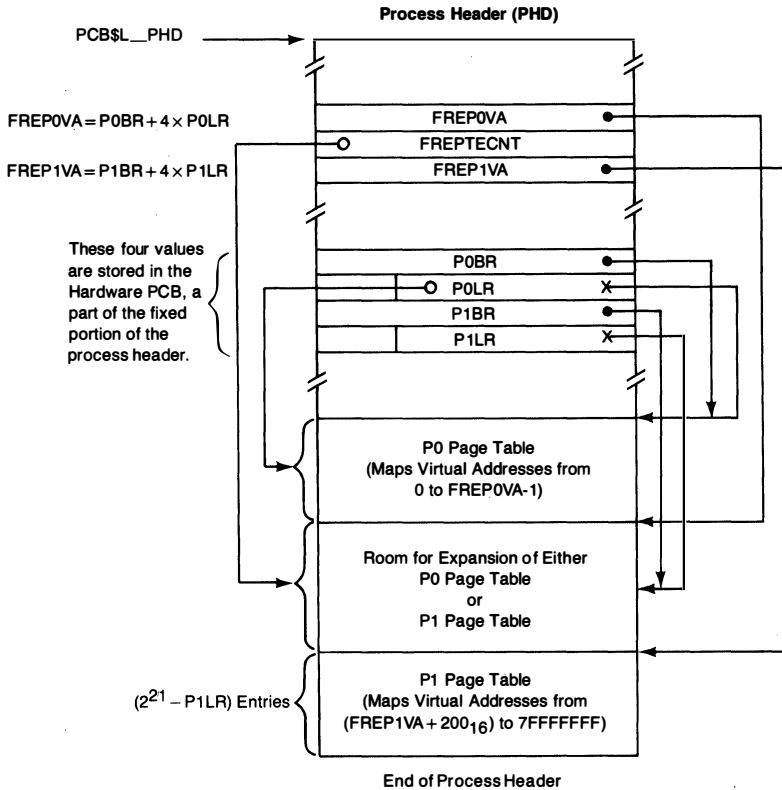 Process Header (PHD)
PCB$L__PHD
FREP0VA = P0BR + 4 × P0LR
FREP0VA
FREPTECNT
FREP1VA = P1BR + 4 × P1LR
FREP1VA
These four values
are stored in the
Hardware PCB, a
part of the fixed
portion of the
process header.
P0BR
P0LR
P1BR
P1LR
P0 Page Table
(Maps Virtual Addresses from
0 to FREP0VA-1)
Room for Expansion of Either
P0 Page Table
or
P1 Page Table
(2²¹ – P1LR) Entries
P1 Page Table
(Maps Virtual Addresses from
(FREP1VA + 200₁₆) to 7FFFFFFF)
End of Process Header